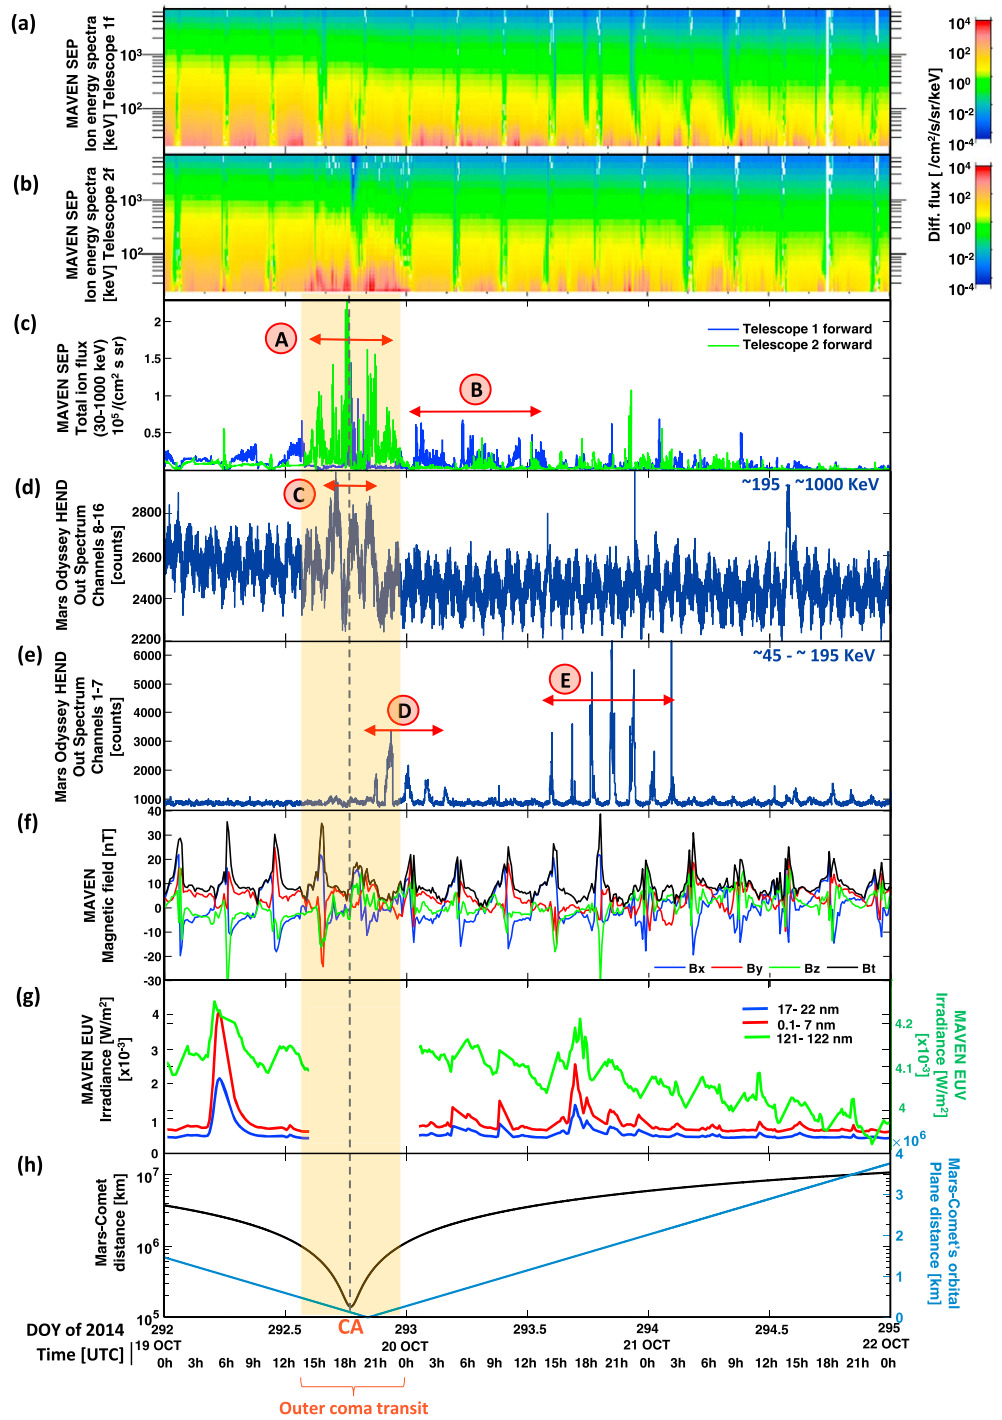 (a)
MAVEN SEP
Ion energy spectra
[keV] Telescope 1f
10³
10²
10⁴
10²
10⁰
10⁻²
10⁻⁴
Diff. flux [ /cm²/s/sr/keV]
(b)
MAVEN SEP
Ion energy spectra
[keV] Telescope 2f
10³
10²
10⁴
10²
10⁰
10⁻²
10⁻⁴
(c)
MAVEN SEP
Total ion flux
(30-1000 keV)
10⁵ /(cm² s sr)
2
1.5
1
0.5
A
B
Telescope 1 forward
Telescope 2 forward
(d)
Mars Odyssey HEND
Out Spectrum
Channels 8-16
[counts]
2800
2600
2400
2200
C
~195 - ~1000 KeV
(e)
Mars Odyssey HEND
Out Spectrum
Channels 1-7
[counts]
6000
5000
4000
3000
2000
1000
D
E
~45 - ~ 195 KeV
(f)
MAVEN
Magnetic field [nT]
40
30
20
10
0
-10
-20
-30
Bx By Bz Bt
(g)
MAVEN EUV
Irradiance [W/m²]
[x10⁻³]
4
3
2
1
0
17- 22 nm
0.1- 7 nm
121- 122 nm
4.2
4.1
4
MAVEN EUV
Irradiance [W/m²]
[x10⁻³]
(h)
Mars-Comet
distance [km]
10⁷
10⁶
10⁵
×10⁶
4
3
2
1
0
Mars-Comet's orbital
Plane distance [km]
CA
DOY of 2014
292 292.5 293 293.5 294 294.5 295
Time [UTC]
19 OCT 20 OCT 21 OCT 22 OCT
0h 3h 6h 9h 12h 15h 18h 21h 0h 3h 6h 9h 12h 15h 18h 21h 0h 3h 6h 9h 12h 15h 18h 21h 0h
Outer coma transit